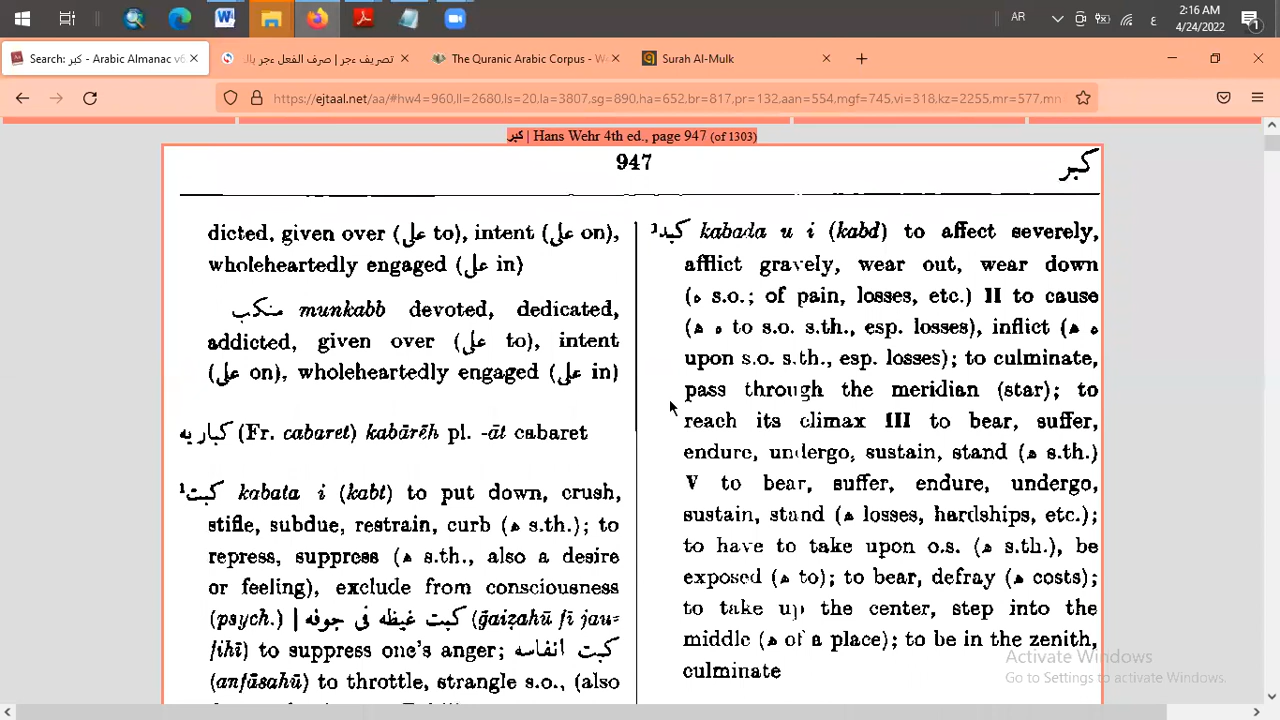 AR
ع
2:16 AM
4/24/2022
Search: كبر - Arabic Almanac v6
تصريف ءجر | صرف الفعل ءجر بال
The Quranic Arabic Corpus - W
Surah Al-Mulk
https://ejtaal.net/aa/#hw4=960,ll=2680,ls=20,la=3807,sg=890,ha=652,br=817,pr=132,aan=554,mgf=745,vi=318,kz=2255,mr=577,mn
كبر | Hans Wehr 4th ed., page 947 (of 1303)
947
كبر
dicted, given over (على to), intent (على on),
wholeheartedly engaged (على in)
منكب munkabb devoted, dedicated,
addicted, given over (على to), intent
(على on), wholeheartedly engaged (على in)
كباريه (Fr. cabaret) kabārēh pl. -āt cabaret
¹كبت kabata i (kabt) to put down, crush,
stifle, subdue, restrain, curb (ه s.th.); to
repress, suppress (ه s.th., also a desire
or feeling), exclude from consciousness
(psych.) | كبت غيظه فى جوفه (ḡaiẓahū fī jau-
fihī) to suppress one's anger; كبت انفاسه
(anfāsahū) to throttle, strangle s.o., (also
¹كبد kabada u i (kabd) to affect severely,
afflict gravely, wear out, wear down
(ه s.o.; of pain, losses, etc.) II to cause
(ه ه to s.o. s.th., esp. losses), inflict (ه ه
upon s.o. s.th., esp. losses); to culminate,
pass through the meridian (star); to
reach its climax III to bear, suffer,
endure, undergo, sustain, stand (ه s.th.)
V to bear, suffer, endure, undergo,
sustain, stand (ه losses, hardships, etc.);
to have to take upon o.s. (ه s.th.), be
exposed (ه to); to bear, defray (ه costs);
to take up the center, step into the
middle (ه of a place); to be in the zenith,
culminate
Activate Windows
Go to Settings to activate Windows.